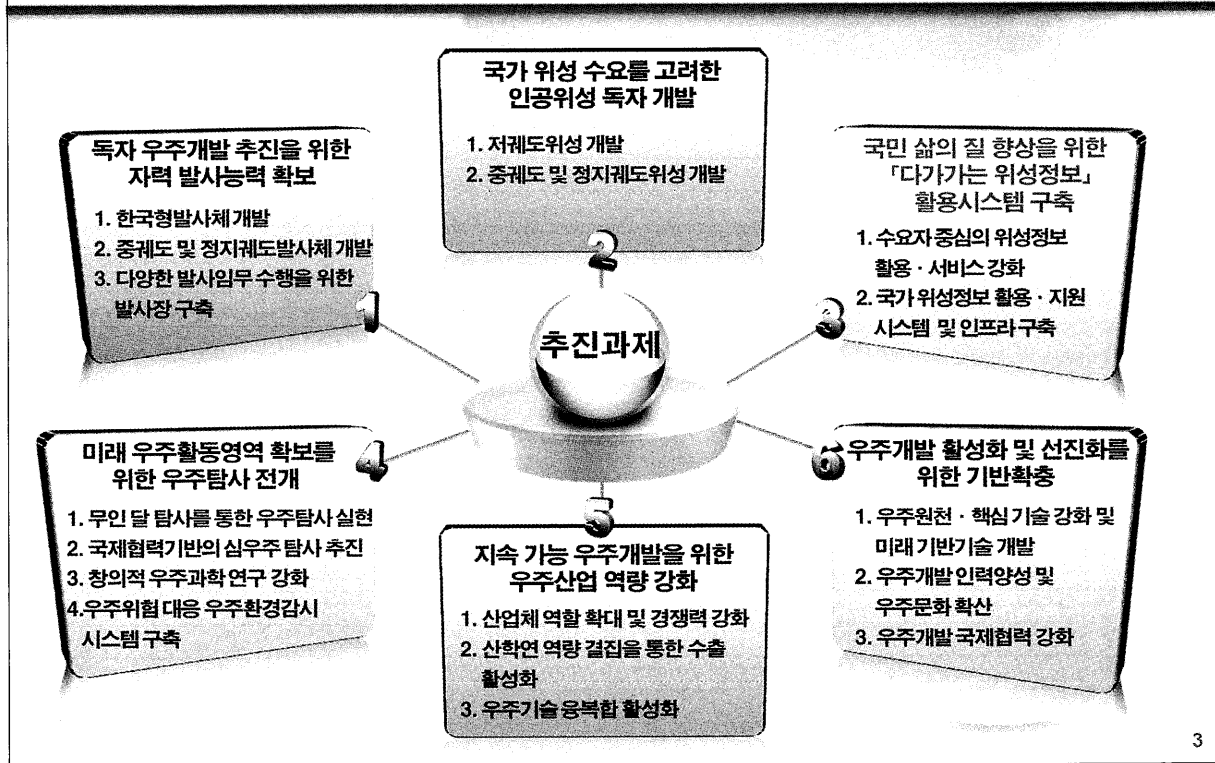 국가 위성 수요를 고려한
인공위성 독자 개발
1. 저궤도위성 개발
2. 중궤도 및 정지궤도위성 개발
2
독자 우주개발 추진을 위한
자력 발사능력 확보
1. 한국형발사체 개발
2. 중궤도 및 정지궤도발사체 개발
3. 다양한 발사임무 수행을 위한
발사장 구축
1
국민 삶의 질 향상을 위한
「다가가는 위성정보」
활용시스템 구축
1. 수요자 중심의 위성정보
활용 · 서비스 강화
2. 국가 위성정보 활용 · 지원
시스템 및 인프라 구축
3
추진과제
미래 우주활동영역 확보를
위한 우주탐사 전개
1. 무인 달 탐사를 통한 우주탐사 실현
2. 국제협력기반의 심우주 탐사 추진
3. 창의적 우주과학 연구 강화
4.우주위험 대응 우주환경감시
시스템 구축
4
5
지속 가능 우주개발을 위한
우주산업 역량 강화
1. 산업체 역할 확대 및 경쟁력 강화
2. 산학연 역량 결집을 통한 수출
활성화
3. 우주기술 융복합 활성화
6
우주개발 활성화 및 선진화를
위한 기반확충
1. 우주원천 · 핵심 기술 강화 및
미래 기반기술 개발
2. 우주개발 인력양성 및
우주문화 확산
3. 우주개발 국제협력 강화
3